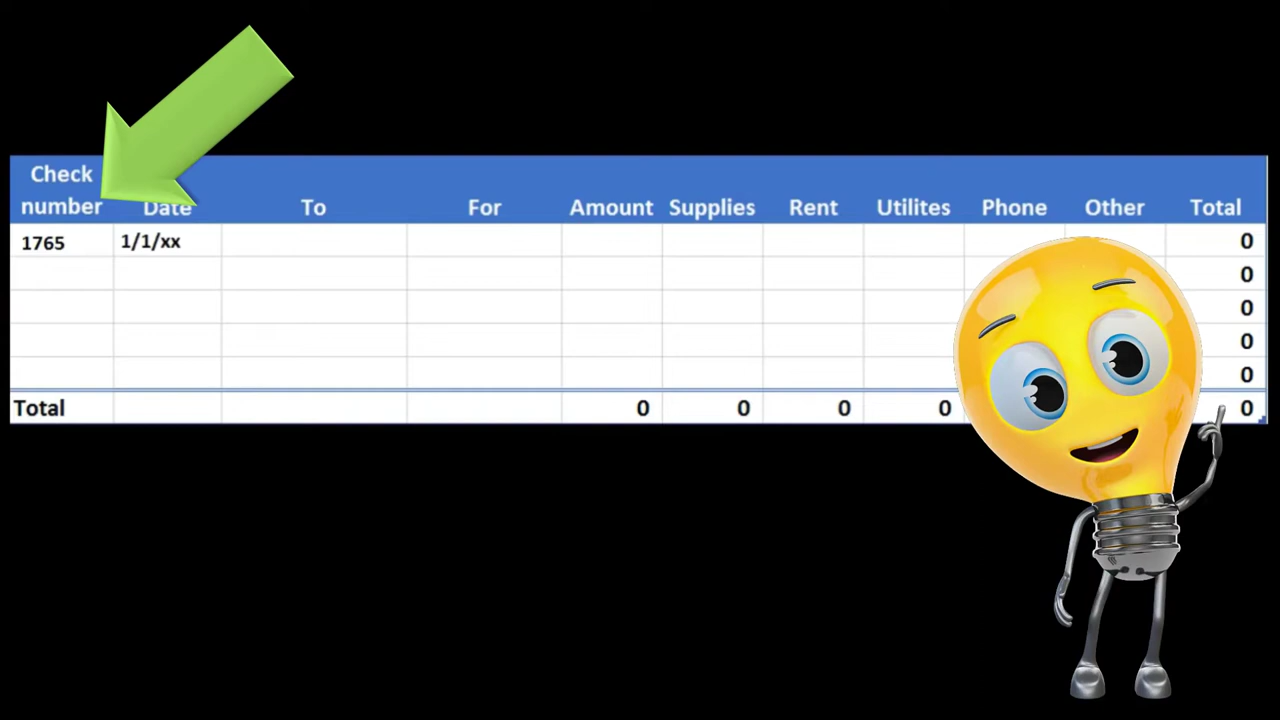 Check
number Date To For Amount Supplies Rent Utilites Phone Other Total
1765 1/1/xx 0
0
0
0
0
Total 0 0 0 0 0